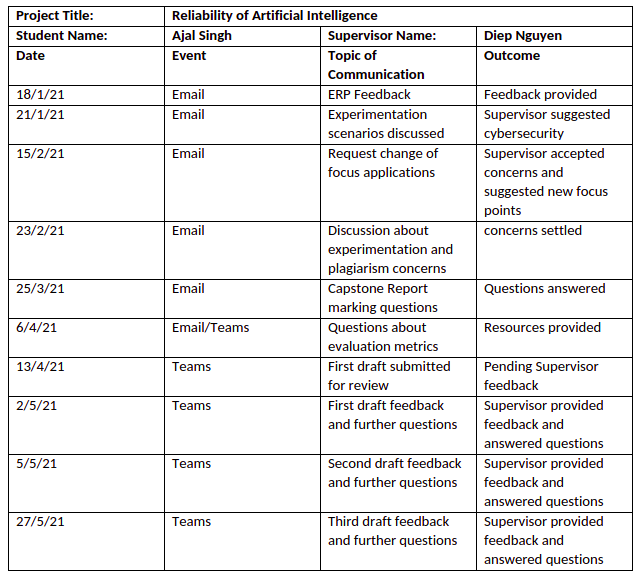 Project Title: Reliability of Artificial Intelligence
Student Name: Ajal Singh Supervisor Name: Diep Nguyen
Date Event Topic of Outcome
Communication
18/1/21 Email ERP Feedback Feedback provided
21/1/21 Email Experimentation Supervisor suggested
scenarios discussed cybersecurity
15/2/21 Email Request change of Supervisor accepted
focus applications concerns and
suggested new focus
points
23/2/21 Email Discussion about concerns settled
experimentation and
plagiarism concerns
25/3/21 Email Capstone Report Questions answered
marking questions
6/4/21 Email/Teams Questions about Resources provided
evaluation metrics
13/4/21 Teams First draft submitted Pending Supervisor
for review feedback
2/5/21 Teams First draft feedback Supervisor provided
and further questions feedback and
answered questions
5/5/21 Teams Second draft feedback Supervisor provided
and further questions feedback and
answered questions
27/5/21 Teams Third draft feedback Supervisor provided
and further questions feedback and
answered questions